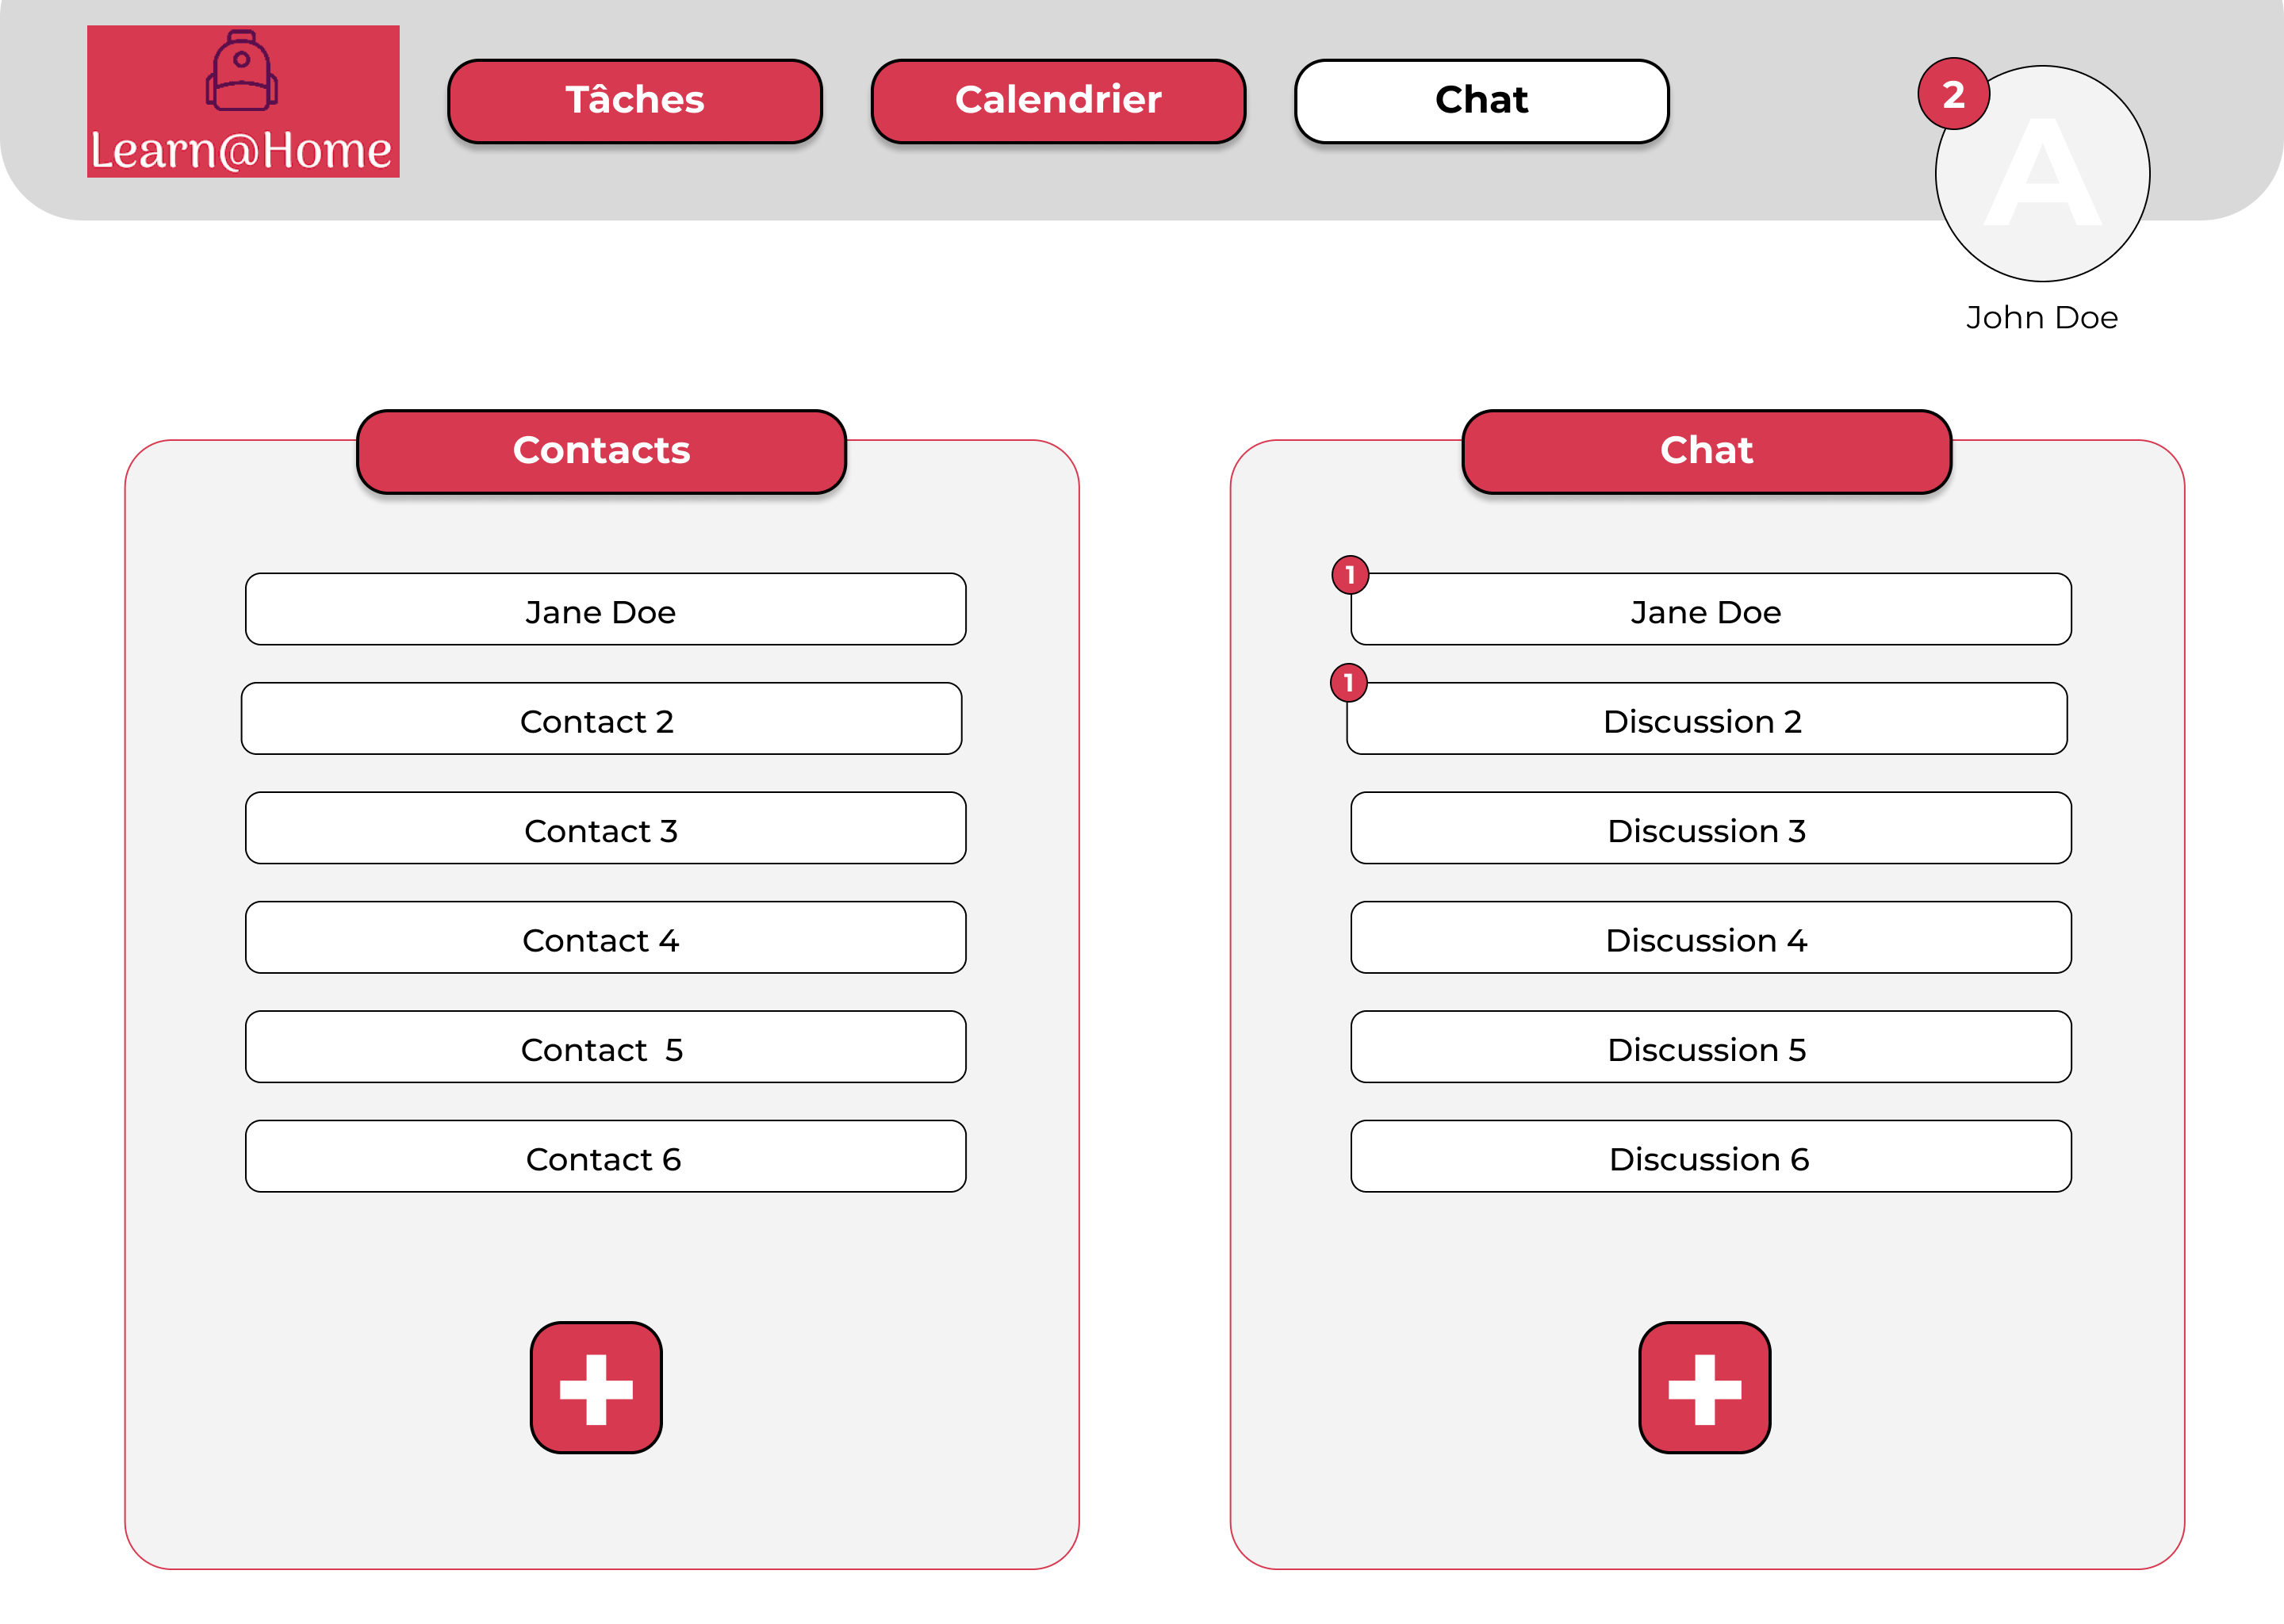 Learn@Home
Tâches
Calendrier
Chat
2
A
John Doe
Contacts
Jane Doe
Contact 2
Contact 3
Contact 4
Contact  5
Contact 6
Chat
1
Jane Doe
1
Discussion 2
Discussion 3
Discussion 4
Discussion 5
Discussion 6